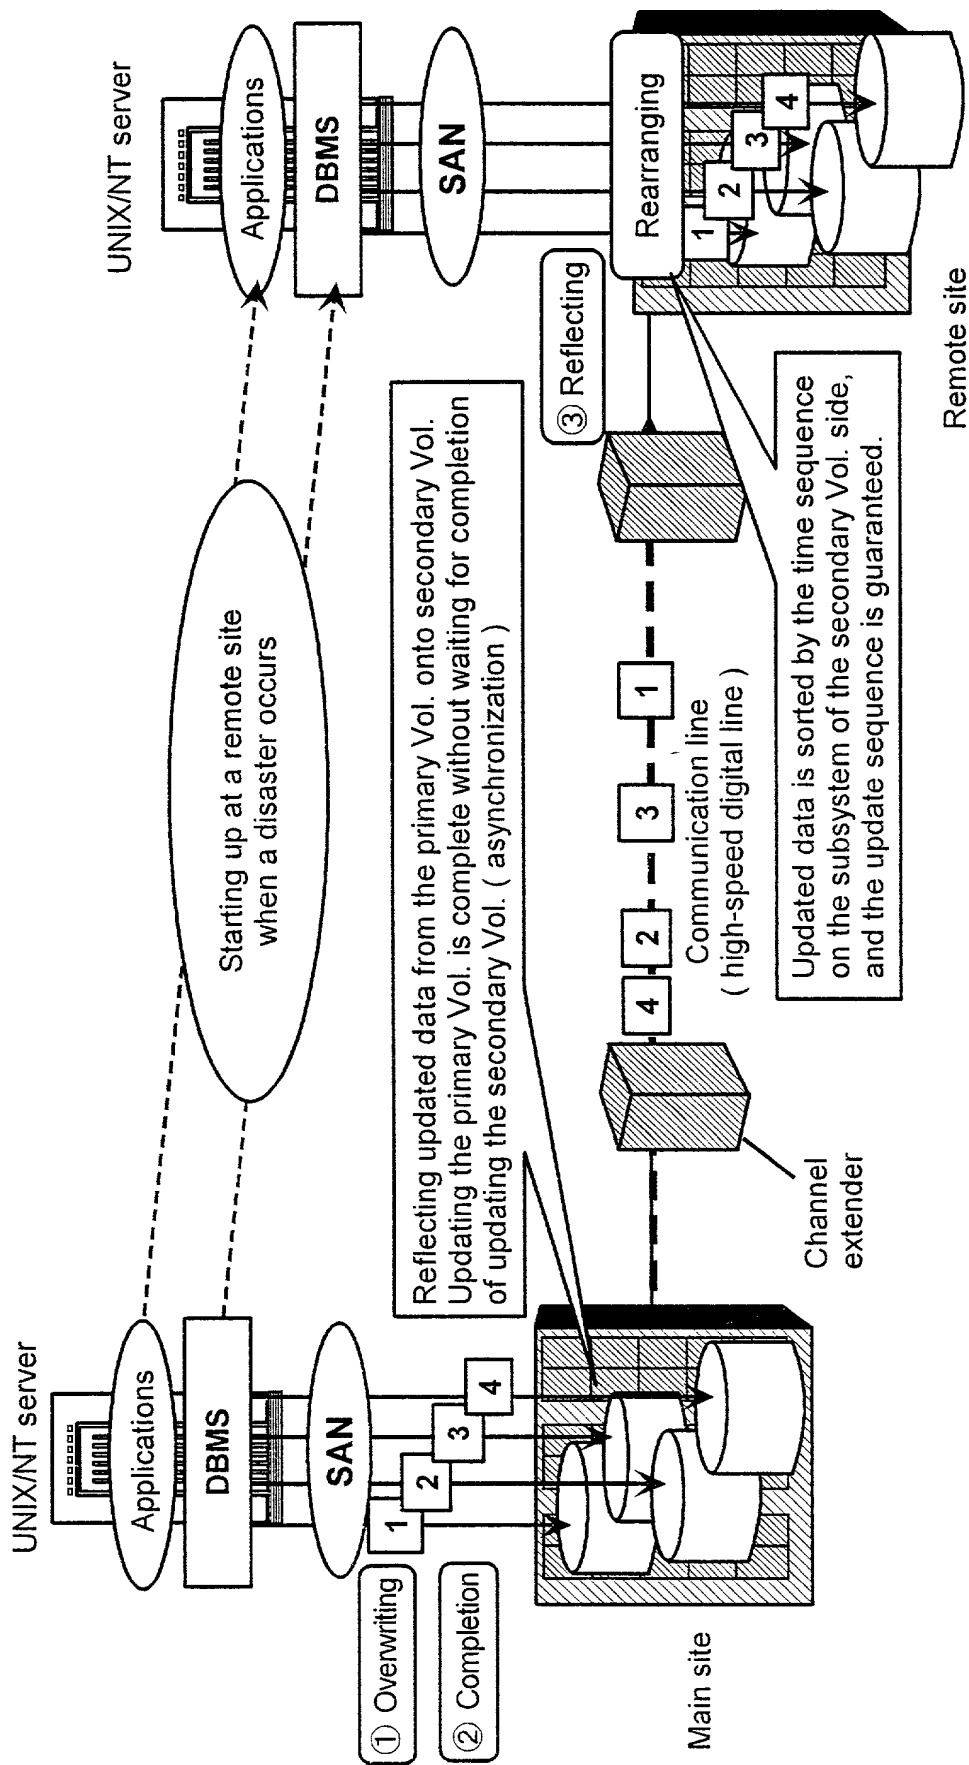 UNIX/NT server
Applications
DBMS
SAN
1
2
3
4
① Overwriting
② Completion
Main site
Starting up at a remote site
when a disaster occurs
Reflecting updated data from the primary Vol. onto secondary Vol.
Updating the primary Vol. is complete without waiting for completion
of updating the secondary Vol. ( asynchronization )
Channel
extender
4
2
3
1
Communication line
( high-speed digital line )
UNIX/NT server
Applications
DBMS
SAN
③ Reflecting
Rearranging
1
2
3
4
Updated data is sorted by the time sequence
on the subsystem of the secondary Vol. side,
and the update sequence is guaranteed.
Remote site